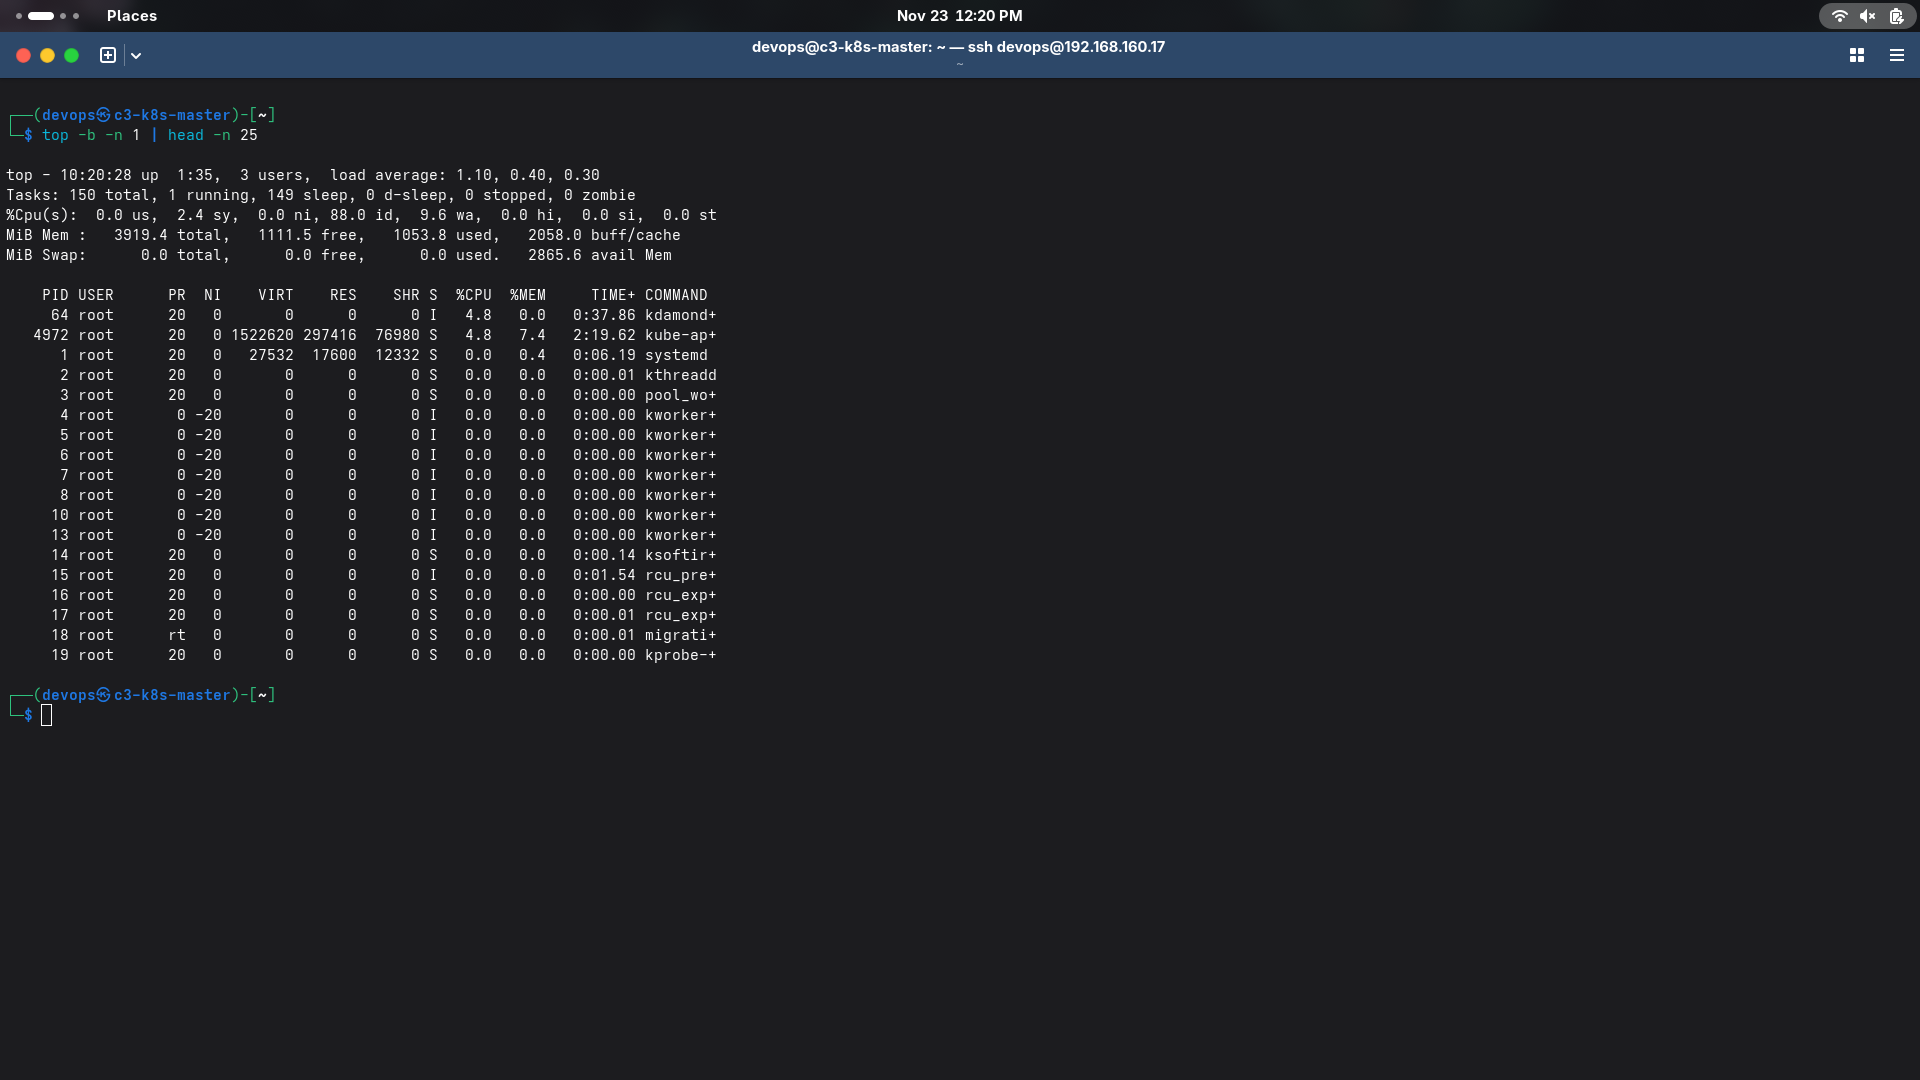 Places
Nov 23 12:20 PM
devops@c3-k8s-master: ~ — ssh devops@192.168.160.17
~
┌──(devops㉿c3-k8s-master)-[~]
└─$ top -b -n 1 | head -n 25
top - 10:20:28 up  1:35,  3 users,  load average: 1.10, 0.40, 0.30
Tasks: 150 total, 1 running, 149 sleep, 0 d-sleep, 0 stopped, 0 zombie
%Cpu(s):  0.0 us,  2.4 sy,  0.0 ni, 88.0 id,  9.6 wa,  0.0 hi,  0.0 si,  0.0 st
MiB Mem :   3919.4 total,   1111.5 free,   1053.8 used,   2058.0 buff/cache
MiB Swap:      0.0 total,      0.0 free,      0.0 used.   2865.6 avail Mem
    PID USER      PR  NI    VIRT    RES    SHR S  %CPU  %MEM     TIME+ COMMAND
     64 root      20   0       0      0      0 I   4.8   0.0   0:37.86 kdamond+
   4972 root      20   0 1522620 297416  76980 S   4.8   7.4   2:19.62 kube-ap+
      1 root      20   0   27532  17600  12332 S   0.0   0.4   0:06.19 systemd
      2 root      20   0       0      0      0 S   0.0   0.0   0:00.01 kthreadd
      3 root      20   0       0      0      0 S   0.0   0.0   0:00.00 pool_wo+
      4 root       0 -20       0      0      0 I   0.0   0.0   0:00.00 kworker+
      5 root       0 -20       0      0      0 I   0.0   0.0   0:00.00 kworker+
      6 root       0 -20       0      0      0 I   0.0   0.0   0:00.00 kworker+
      7 root       0 -20       0      0      0 I   0.0   0.0   0:00.00 kworker+
      8 root       0 -20       0      0      0 I   0.0   0.0   0:00.00 kworker+
     10 root       0 -20       0      0      0 I   0.0   0.0   0:00.00 kworker+
     13 root       0 -20       0      0      0 I   0.0   0.0   0:00.00 kworker+
     14 root      20   0       0      0      0 S   0.0   0.0   0:00.14 ksoftir+
     15 root      20   0       0      0      0 I   0.0   0.0   0:01.54 rcu_pre+
     16 root      20   0       0      0      0 S   0.0   0.0   0:00.00 rcu_exp+
     17 root      20   0       0      0      0 S   0.0   0.0   0:00.01 rcu_exp+
     18 root      rt   0       0      0      0 S   0.0   0.0   0:00.01 migrati+
     19 root      20   0       0      0      0 S   0.0   0.0   0:00.00 kprobe-+
┌──(devops㉿c3-k8s-master)-[~]
└─$